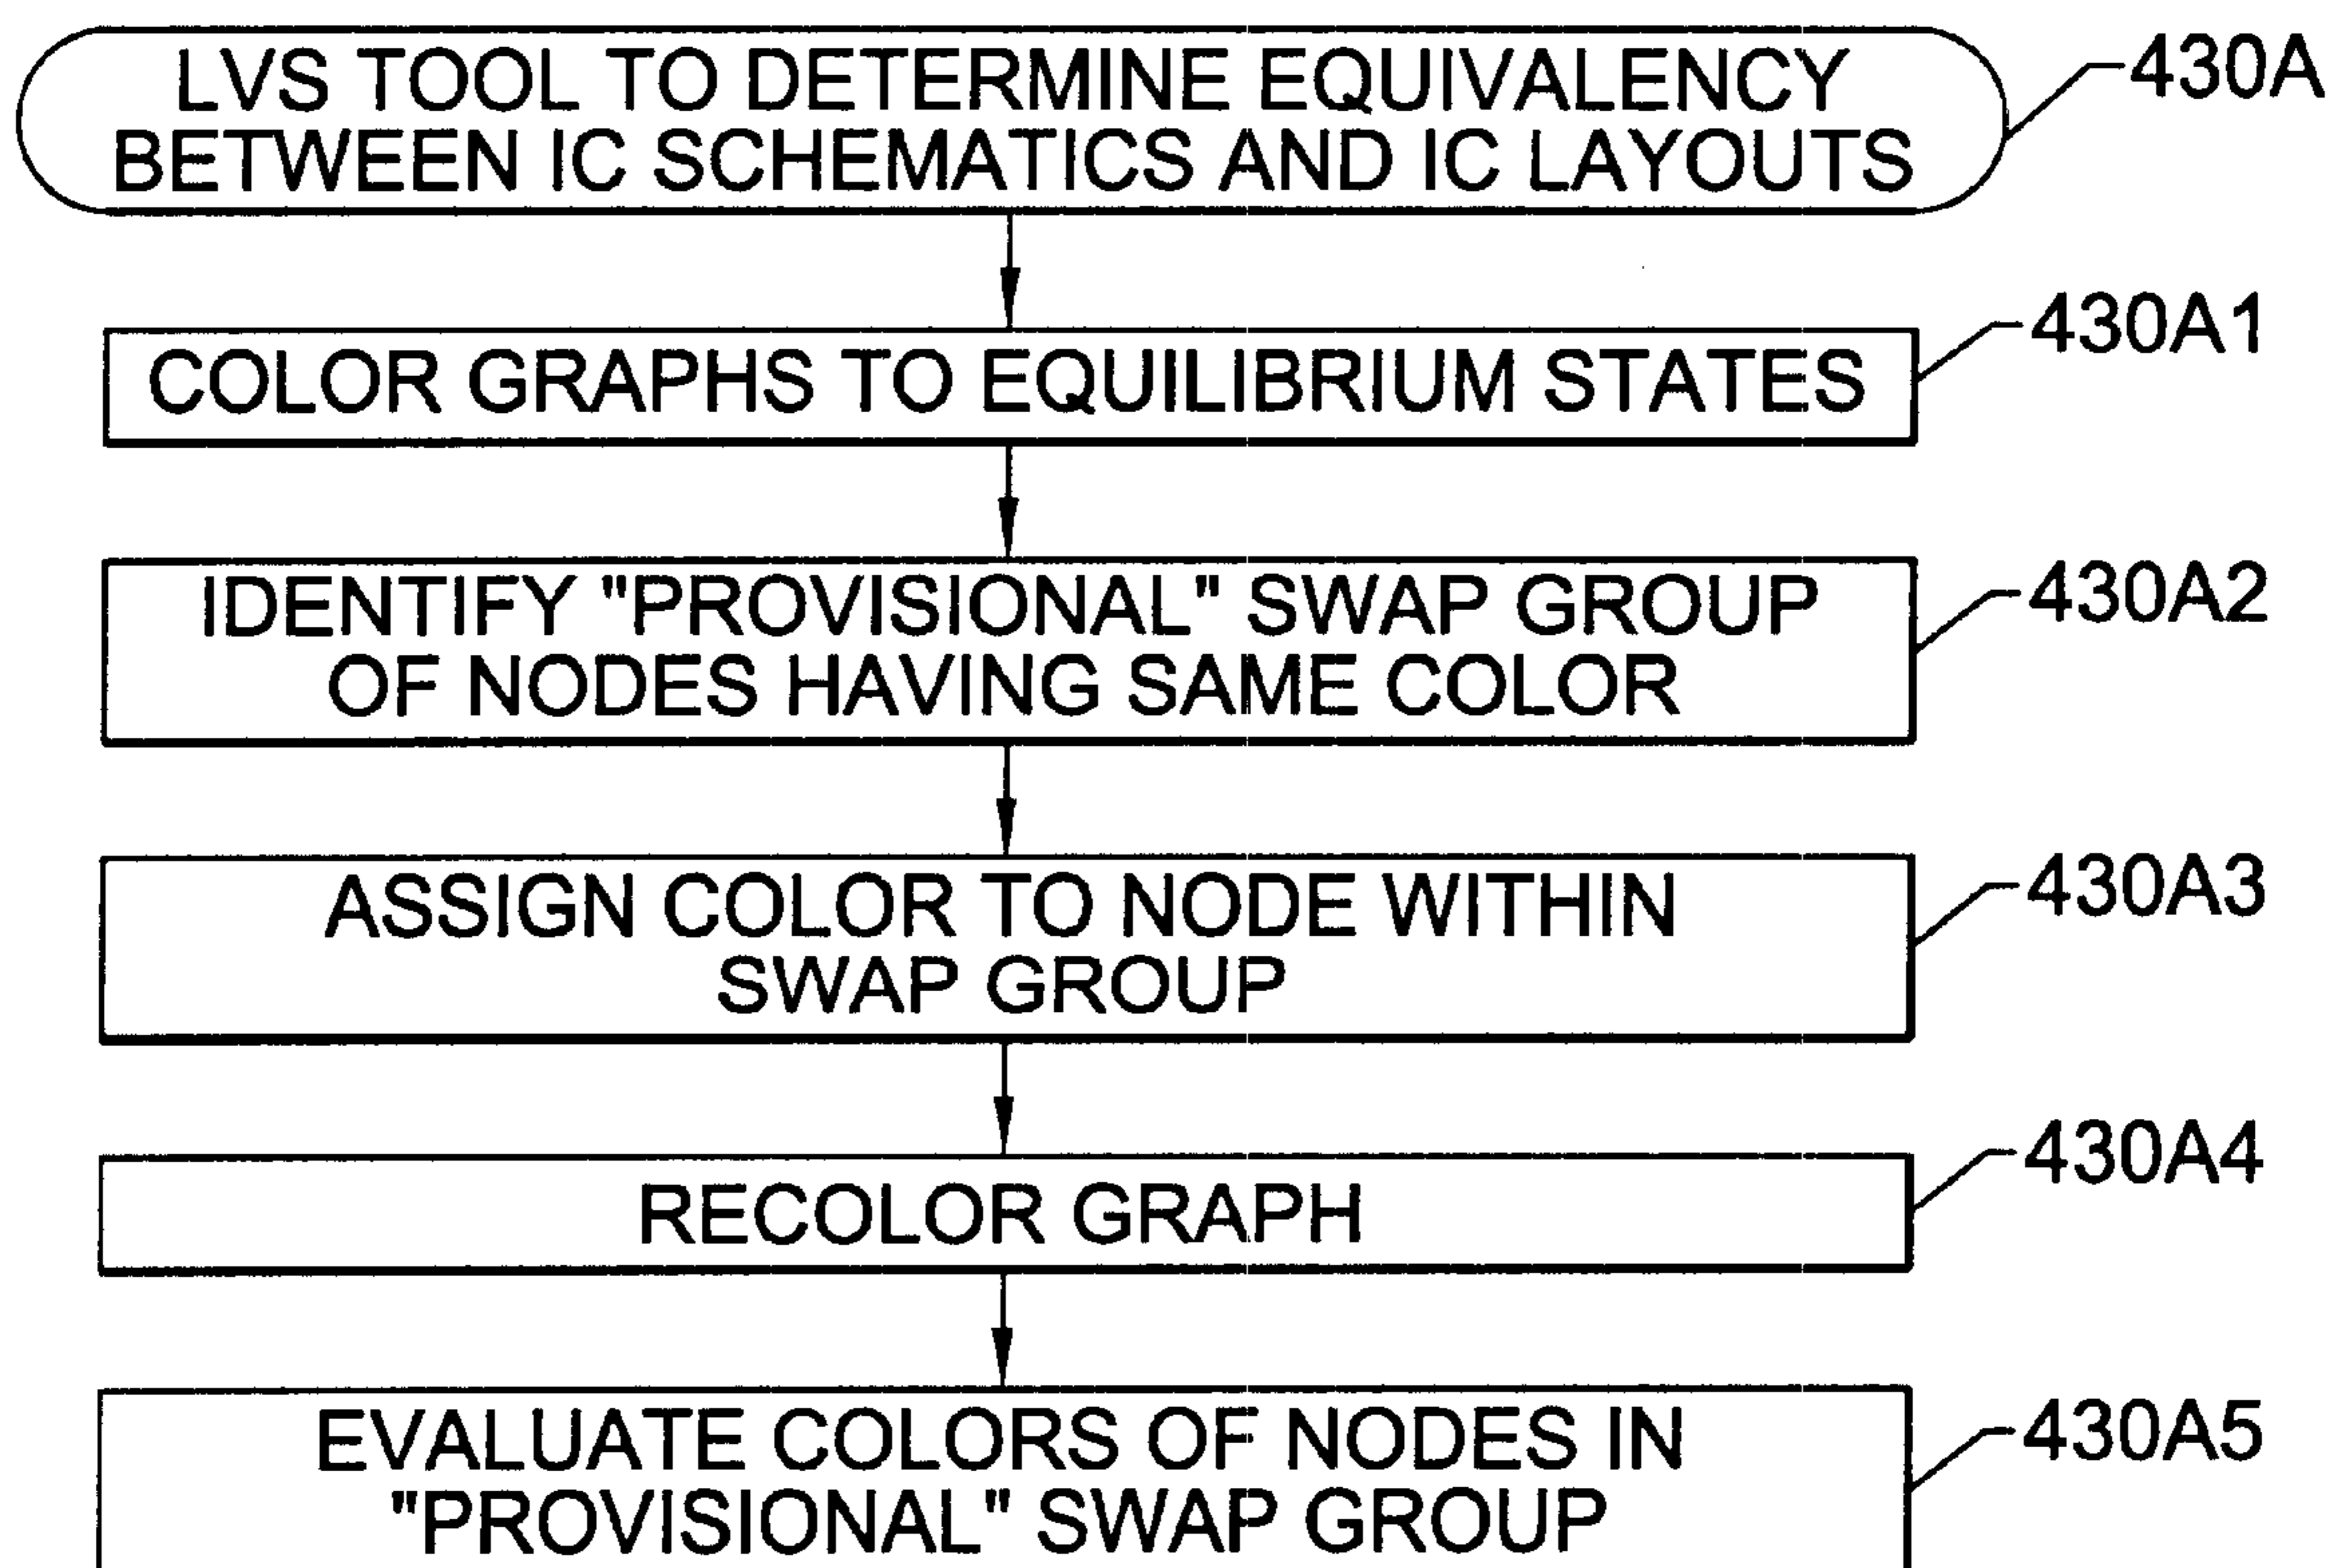 LVS TOOL TO DETERMINE EQUIVALENCY
BETWEEN IC SCHEMATICS AND IC LAYOUTS
430A
COLOR GRAPHS TO EQUILIBRIUM STATES
430A1
IDENTIFY "PROVISIONAL" SWAP GROUP
OF NODES HAVING SAME COLOR
430A2
ASSIGN COLOR TO NODE WITHIN
SWAP GROUP
430A3
RECOLOR GRAPH
430A4
EVALUATE COLORS OF NODES IN
"PROVISIONAL" SWAP GROUP
430A5